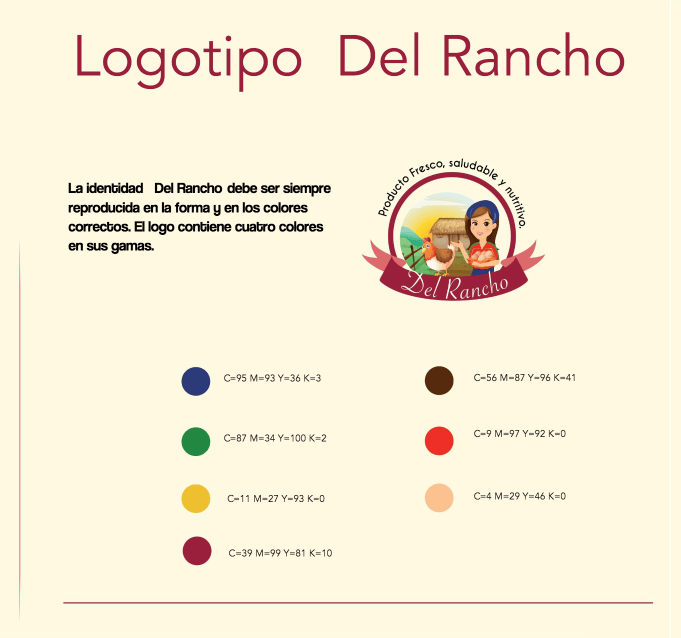 Logotipo Del Rancho
La identidad Del Rancho debe ser siempre
reproducida en la forma y en los colores
correctos. El logo contiene cuatro colores
en sus gamas.
Producto Fresco, saludable y nutritivo.
Del Rancho
C=95 M=93 Y=36 K=3
C=56 M=87 Y=96 K=41
C=87 M=34 Y=100 K=2
C=9 M=97 Y=92 K=0
C=11 M=27 Y=93 K=0
C=4 M=29 Y=46 K=0
C=39 M=99 Y=81 K=10